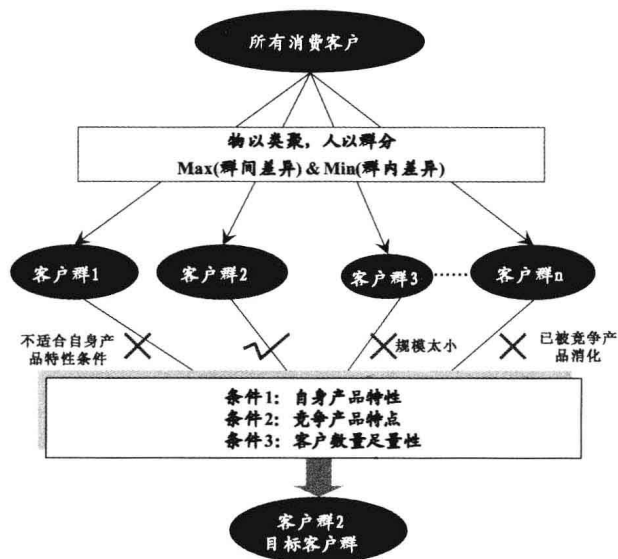 所有消费客户
物以类聚，人以群分
Max(群间差异) & Min(群内差异)
客户群1
客户群2
客户群3
······
客户群n
不适合自身产
品特性条件
规模太小
已被竞争产
品消化
条件1：自身产品特性
条件2：竞争产品特点
条件3：客户数量足量性
客户群2
目标客户群